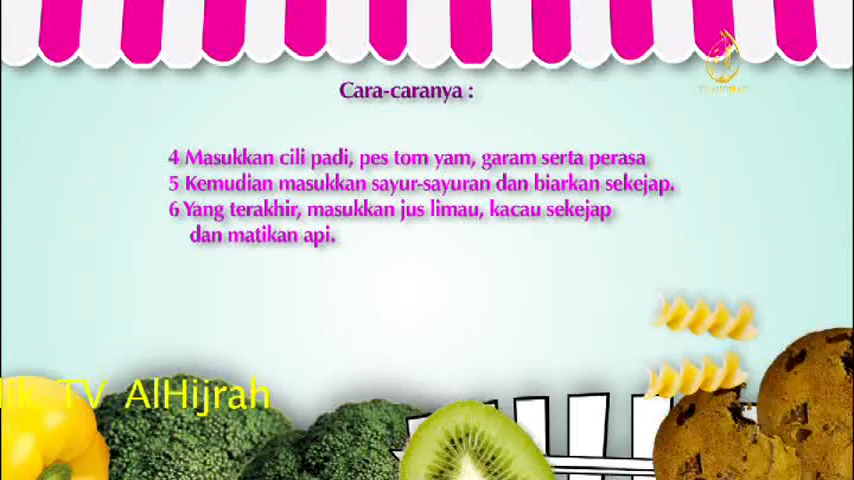 Cara-caranya :
4 Masukkan cili padi, pes tom yam, garam serta perasa
5 Kemudian masukkan sayur-sayuran dan biarkan sekejap.
6 Yang terakhir, masukkan jus limau, kacau sekejap
dan matikan api.
TV AlHijrah